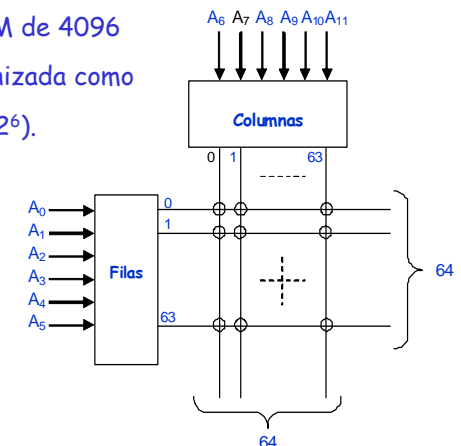 M de 4096
nizada como
2⁶).
A₆ A₇ A₈ A₉ A₁₀ A₁₁
Columnas
0 1 63
A₀
A₁
A₂
A₃
A₄
A₅
Filas
0
1
63
64
64